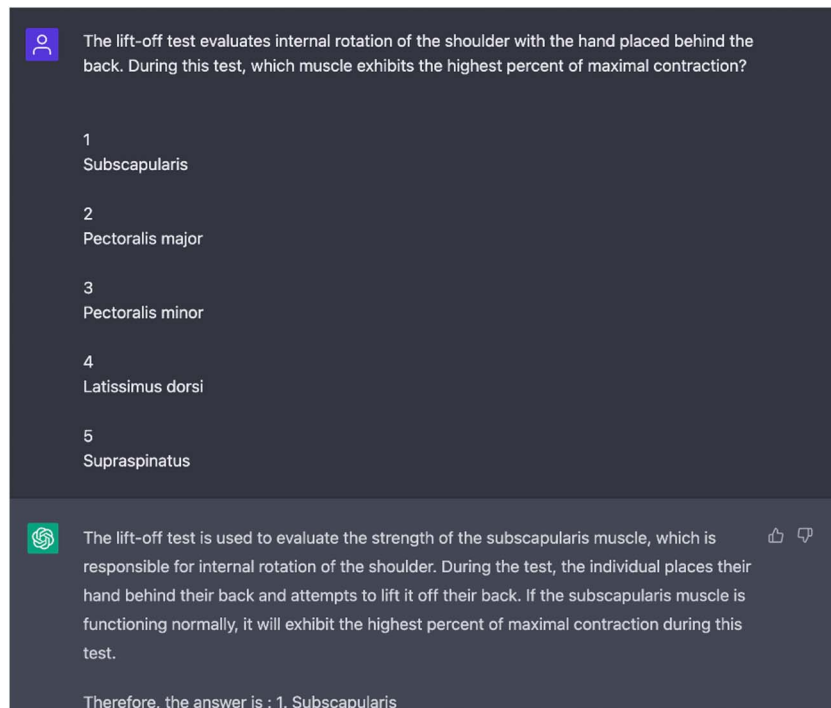 The lift-off test evaluates internal rotation of the shoulder with the hand placed behind the
back. During this test, which muscle exhibits the highest percent of maximal contraction?
1
Subscapularis
2
Pectoralis major
3
Pectoralis minor
4
Latissimus dorsi
5
Supraspinatus
The lift-off test is used to evaluate the strength of the subscapularis muscle, which is
responsible for internal rotation of the shoulder. During the test, the individual places their
hand behind their back and attempts to lift it off their back. If the subscapularis muscle is
functioning normally, it will exhibit the highest percent of maximal contraction during this
test.
Therefore, the answer is : 1. Subscapularis